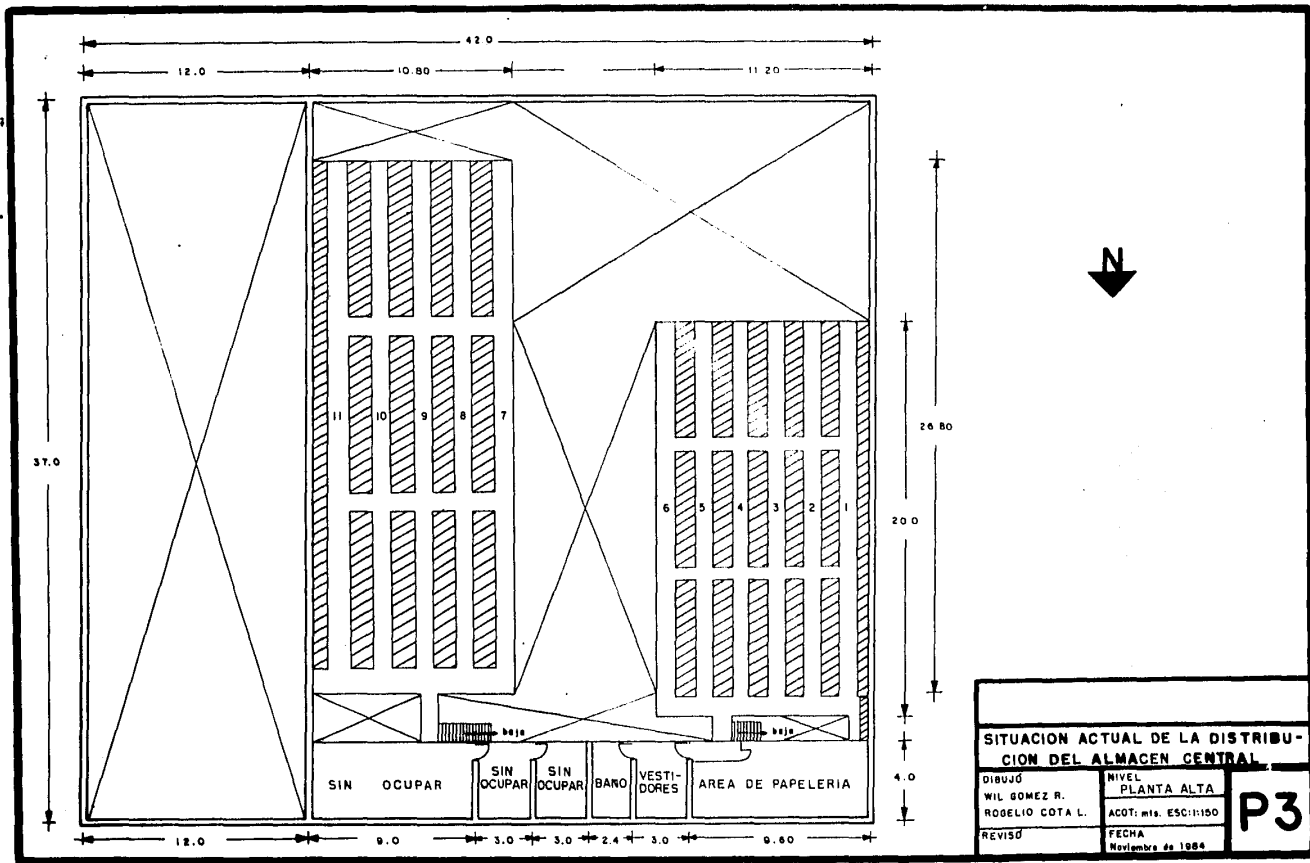 42.0
12.0 10.80 11.20
N
37.0
26.80
20.0
11 10 9 8 7
6 5 4 3 2 1
baja baja
4.0
SIN OCUPAR
SIN OCUPAR
SIN OCUPAR
BAÑO
VESTI-
DORES
AREA DE PAPELERIA
12.0 9.0 3.0 3.0 2.4 3.0 9.60
SITUACION ACTUAL DE LA DISTRIBU-
CION DEL ALMACEN CENTRAL
DIBUJÓ
WIL GOMEZ R.
ROGELIO COTA L.
REVISÓ
NIVEL
PLANTA ALTA
ACOT: mts. ESC:1:150
FECHA
Noviembre de 1984
P3